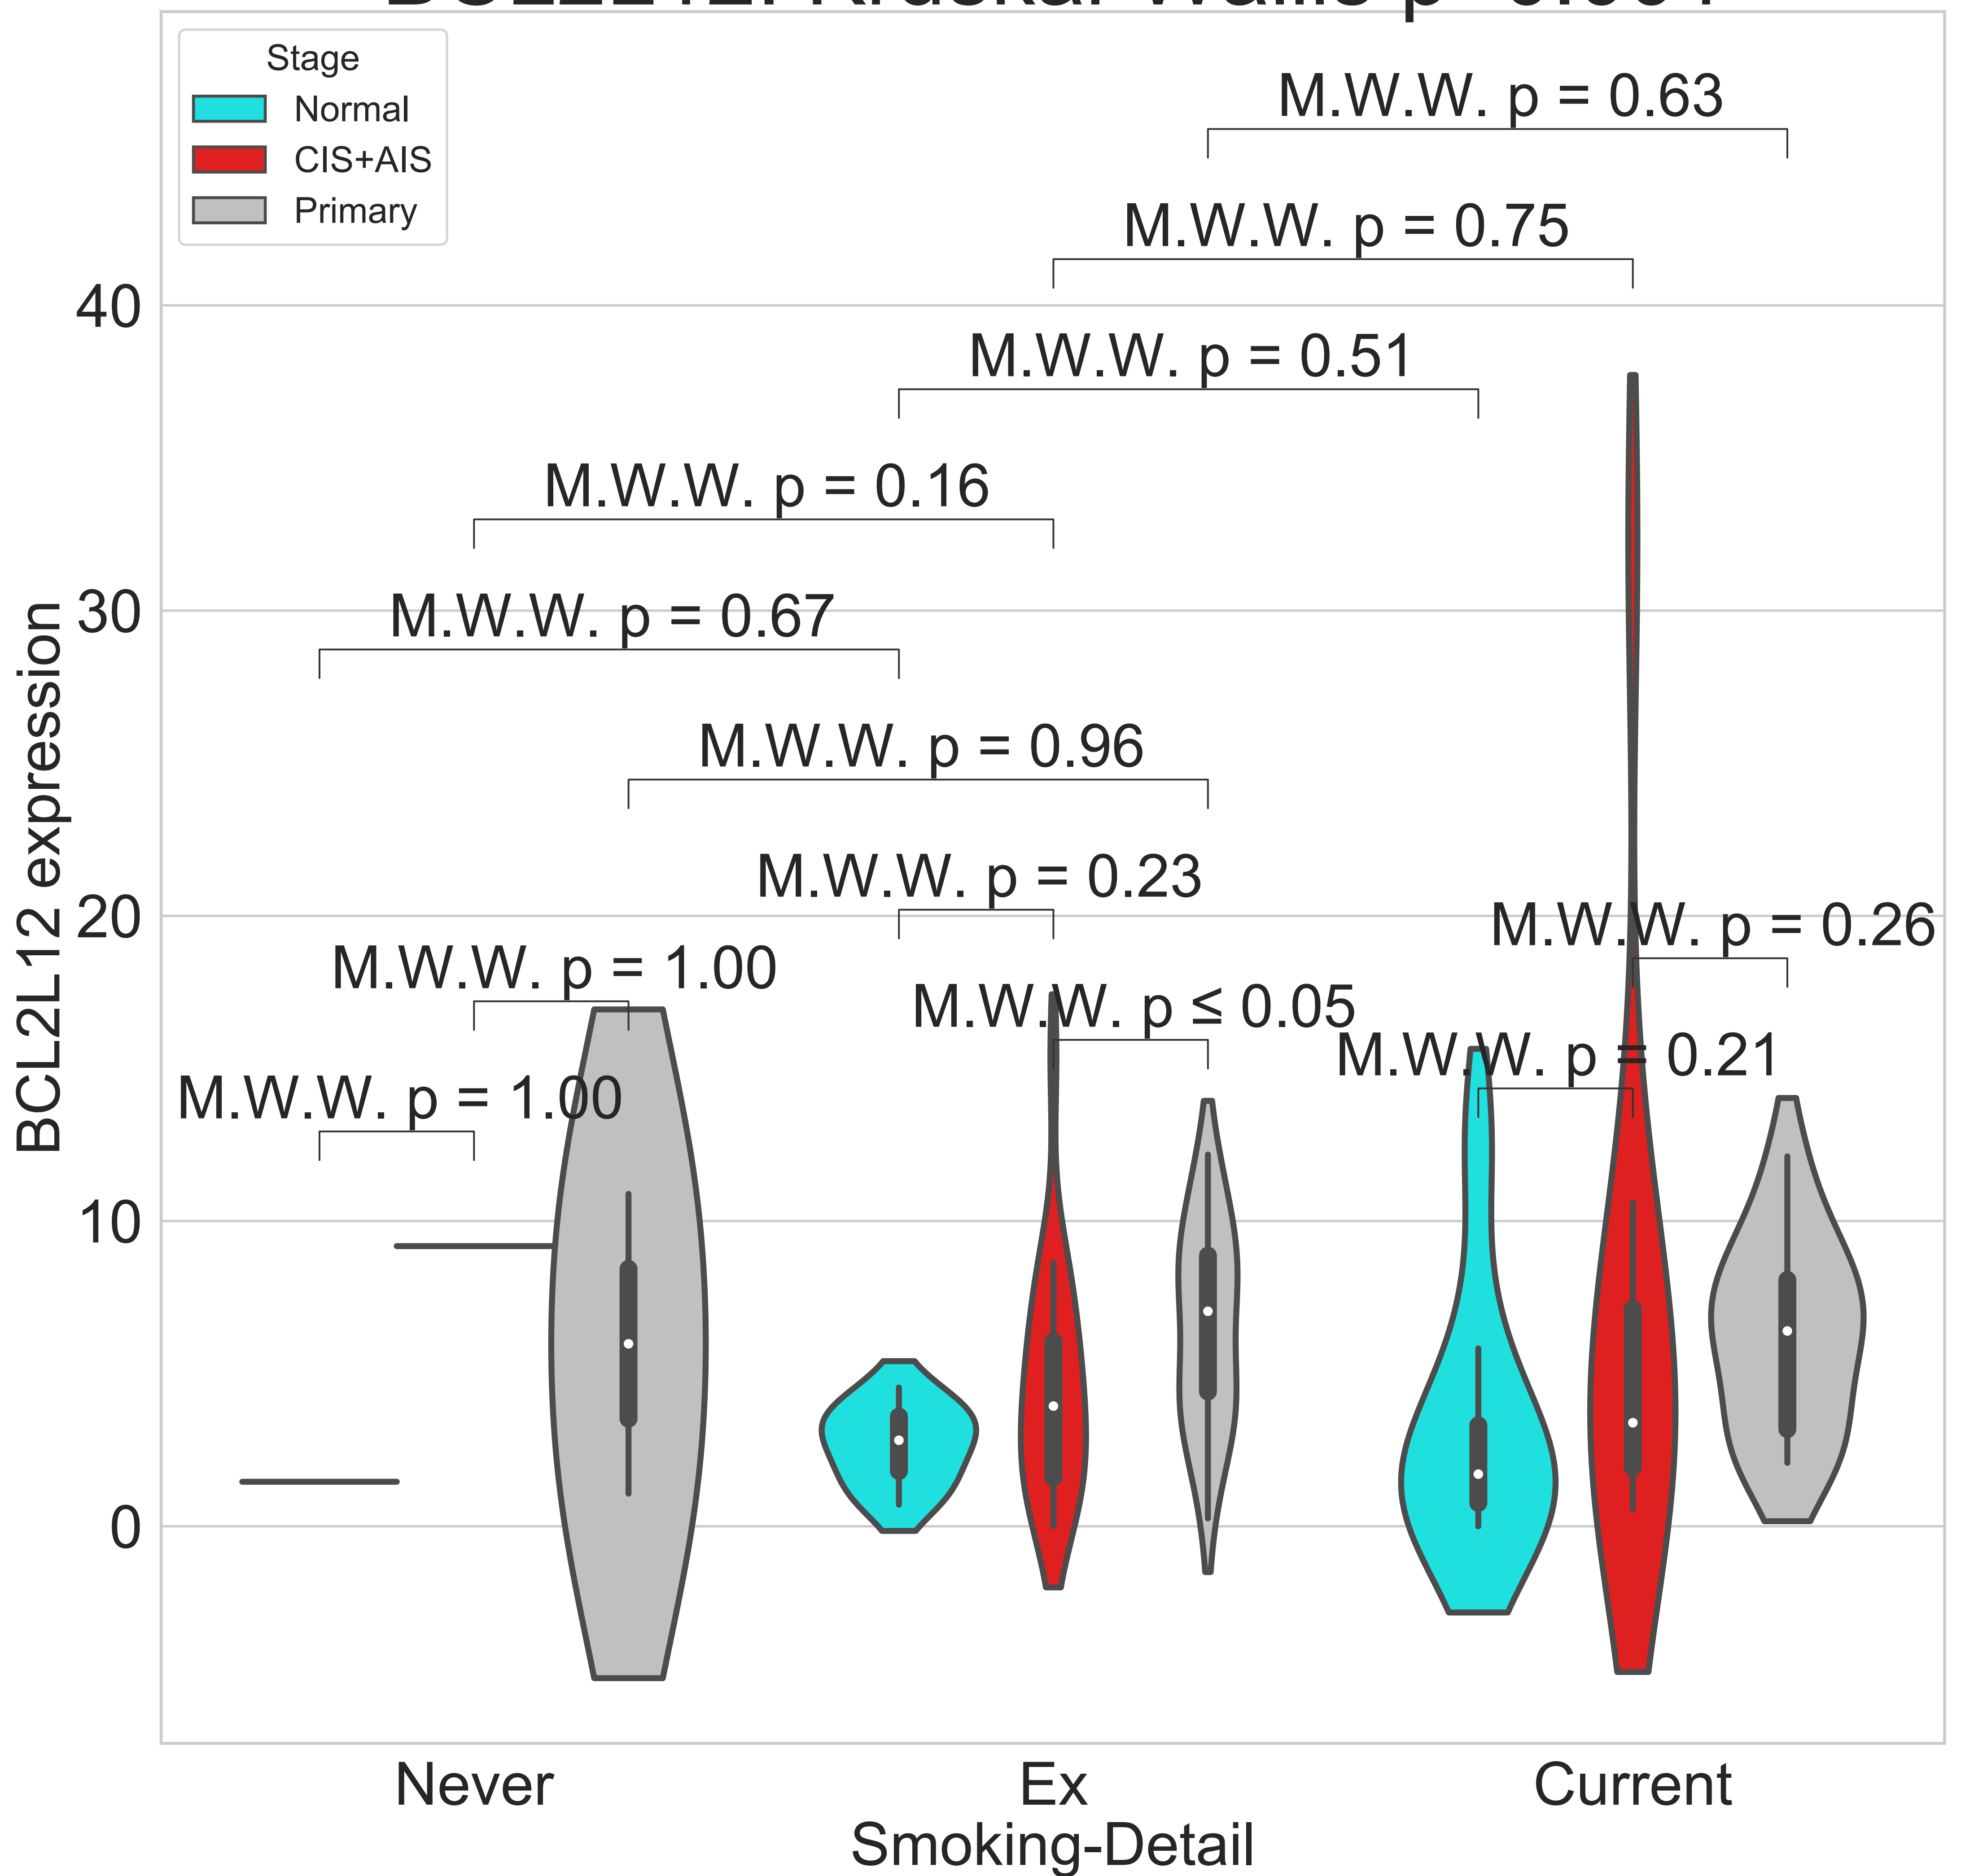 Stage
Normal
CIS+AIS
Primary
M.W.W. p = 0.63
M.W.W. p = 0.75
M.W.W. p = 0.51
M.W.W. p = 0.16
M.W.W. p = 0.67
M.W.W. p = 0.96
M.W.W. p = 0.23
M.W.W. p = 0.26
M.W.W. p = 1.00
M.W.W. p ≤ 0.05
M.W.W. p = 0.21
M.W.W. p = 1.00
40
30
20
10
0
BCL2L12 expression
Never
Ex
Current
Smoking-Detail